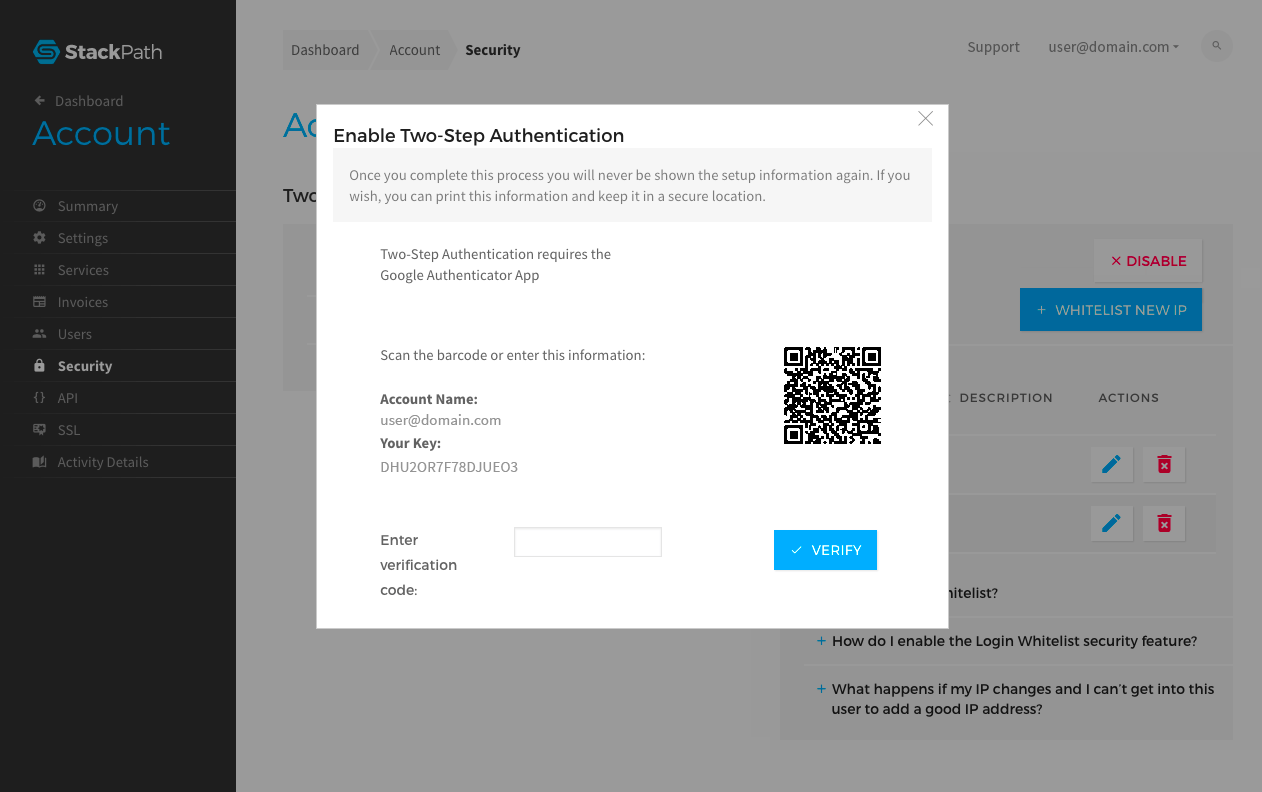 StackPath
Dashboard
Account
Summary
Settings
Services
Invoices
Users
Security
API
SSL
Activity Details
Dashboard Account Security
Support user@domain.com
Enable Two-Step Authentication
Once you complete this process you will never be shown the setup information again. If you
wish, you can print this information and keep it in a secure location.
Two-Step Authentication requires the
Google Authenticator App
Scan the barcode or enter this information:
Account Name:
user@domain.com
Your Key:
DHU2OR7F78DJUEO3
Enter
verification
code:
VERIFY
Two
DISABLE
+ WHITELIST NEW IP
DESCRIPTION ACTIONS
+ How do I enable the Login Whitelist security feature?
+ What happens if my IP changes and I can't get into this
user to add a good IP address?